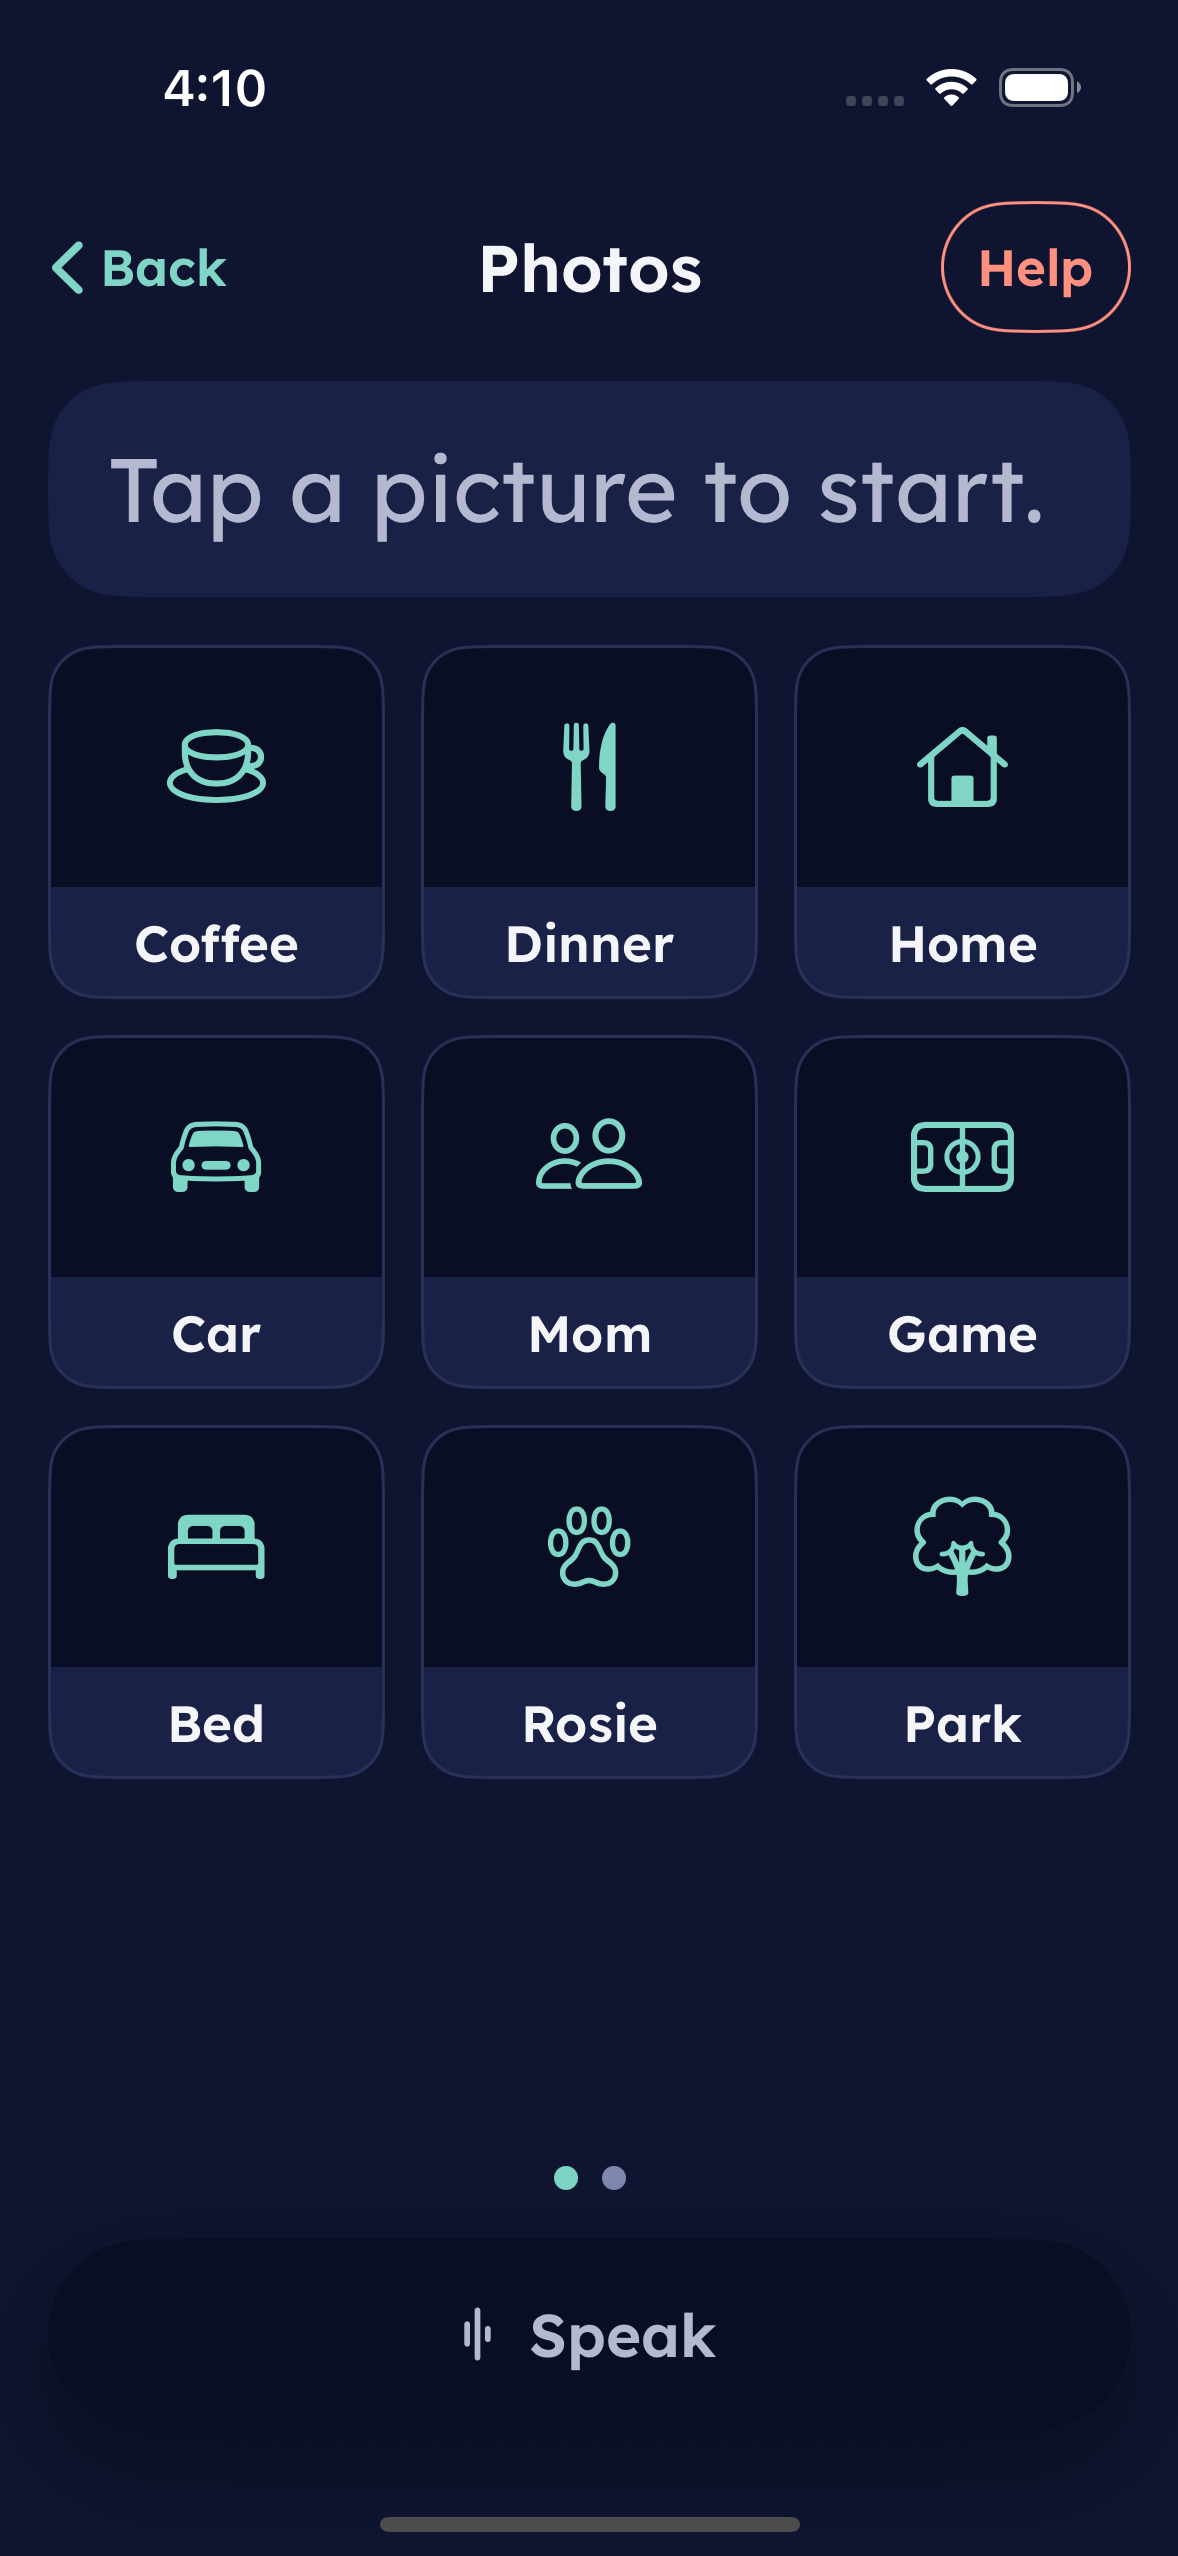 4:10
Back
Photos
Help
Tap a picture to start.
Coffee
Dinner
Home
Car
Mom
Game
Bed
Rosie
Park
Speak